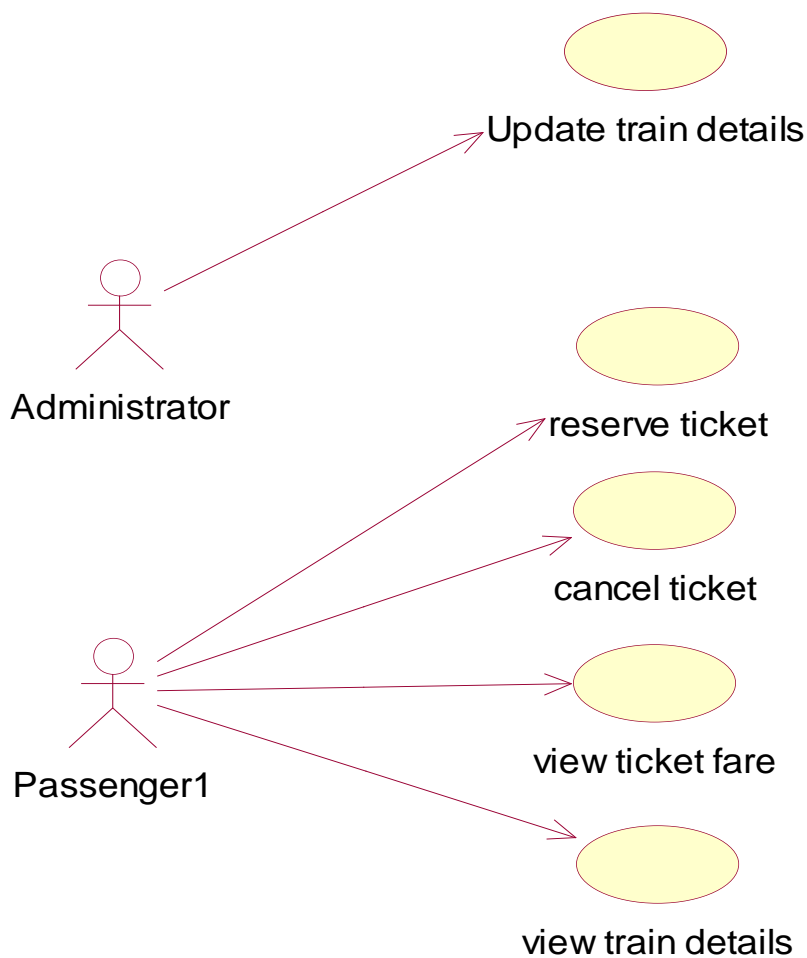 Update train details
Administrator
reserve ticket
cancel ticket
view ticket fare
Passenger1
view train details